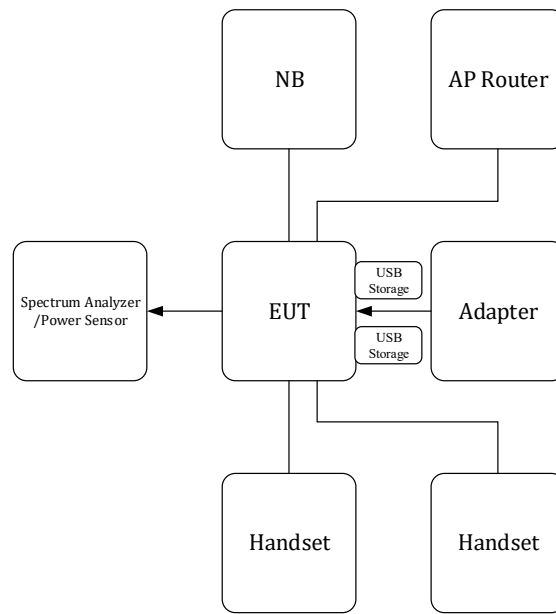 NB
AP Router
Spectrum Analyzer
/Power Sensor
EUT
USB
Storage
USB
Storage
Adapter
Handset
Handset